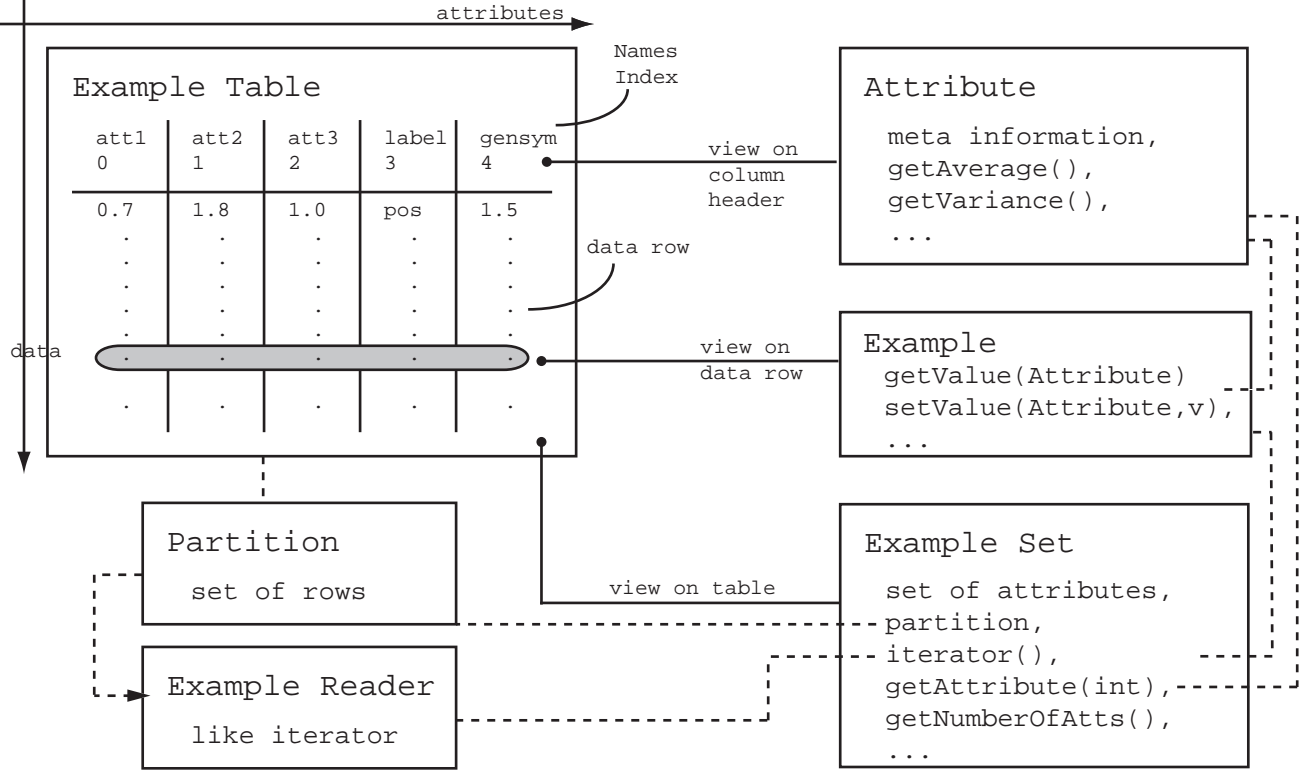 attributes
Names
Index
Example Table
att1 att2 att3 label gensym
0 1 2 3 4
0.7 1.8 1.0 pos 1.5
data row
data
view on
column
header
Attribute
meta information,
getAverage(),
getVariance(),
...
view on
data row
Example
getValue(Attribute)
setValue(Attribute,v),
...
Partition
set of rows
view on table
Example Set
set of attributes,
partition,
iterator(),
getAttribute(int),
getNumberOfAtts(),
...
Example Reader
like iterator